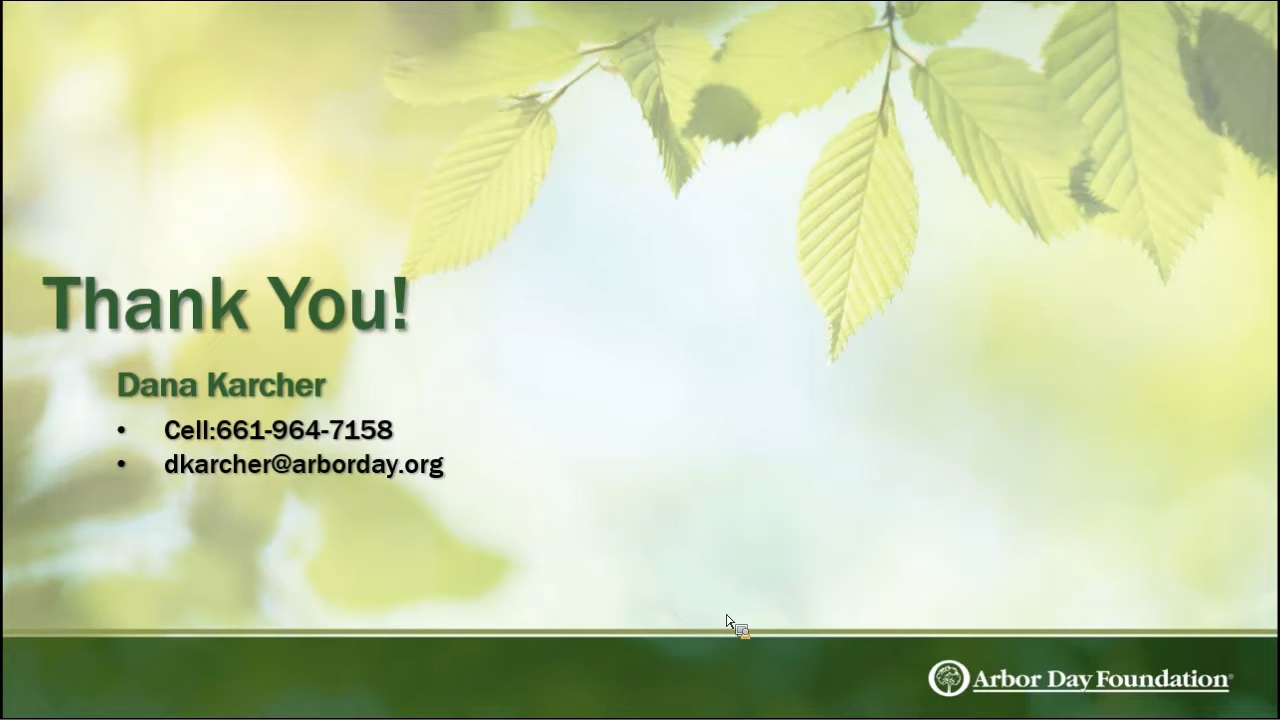 Thank You!
Dana Karcher
• Cell:661-964-7158
• dkarcher@arborday.org
Arbor Day Foundation®